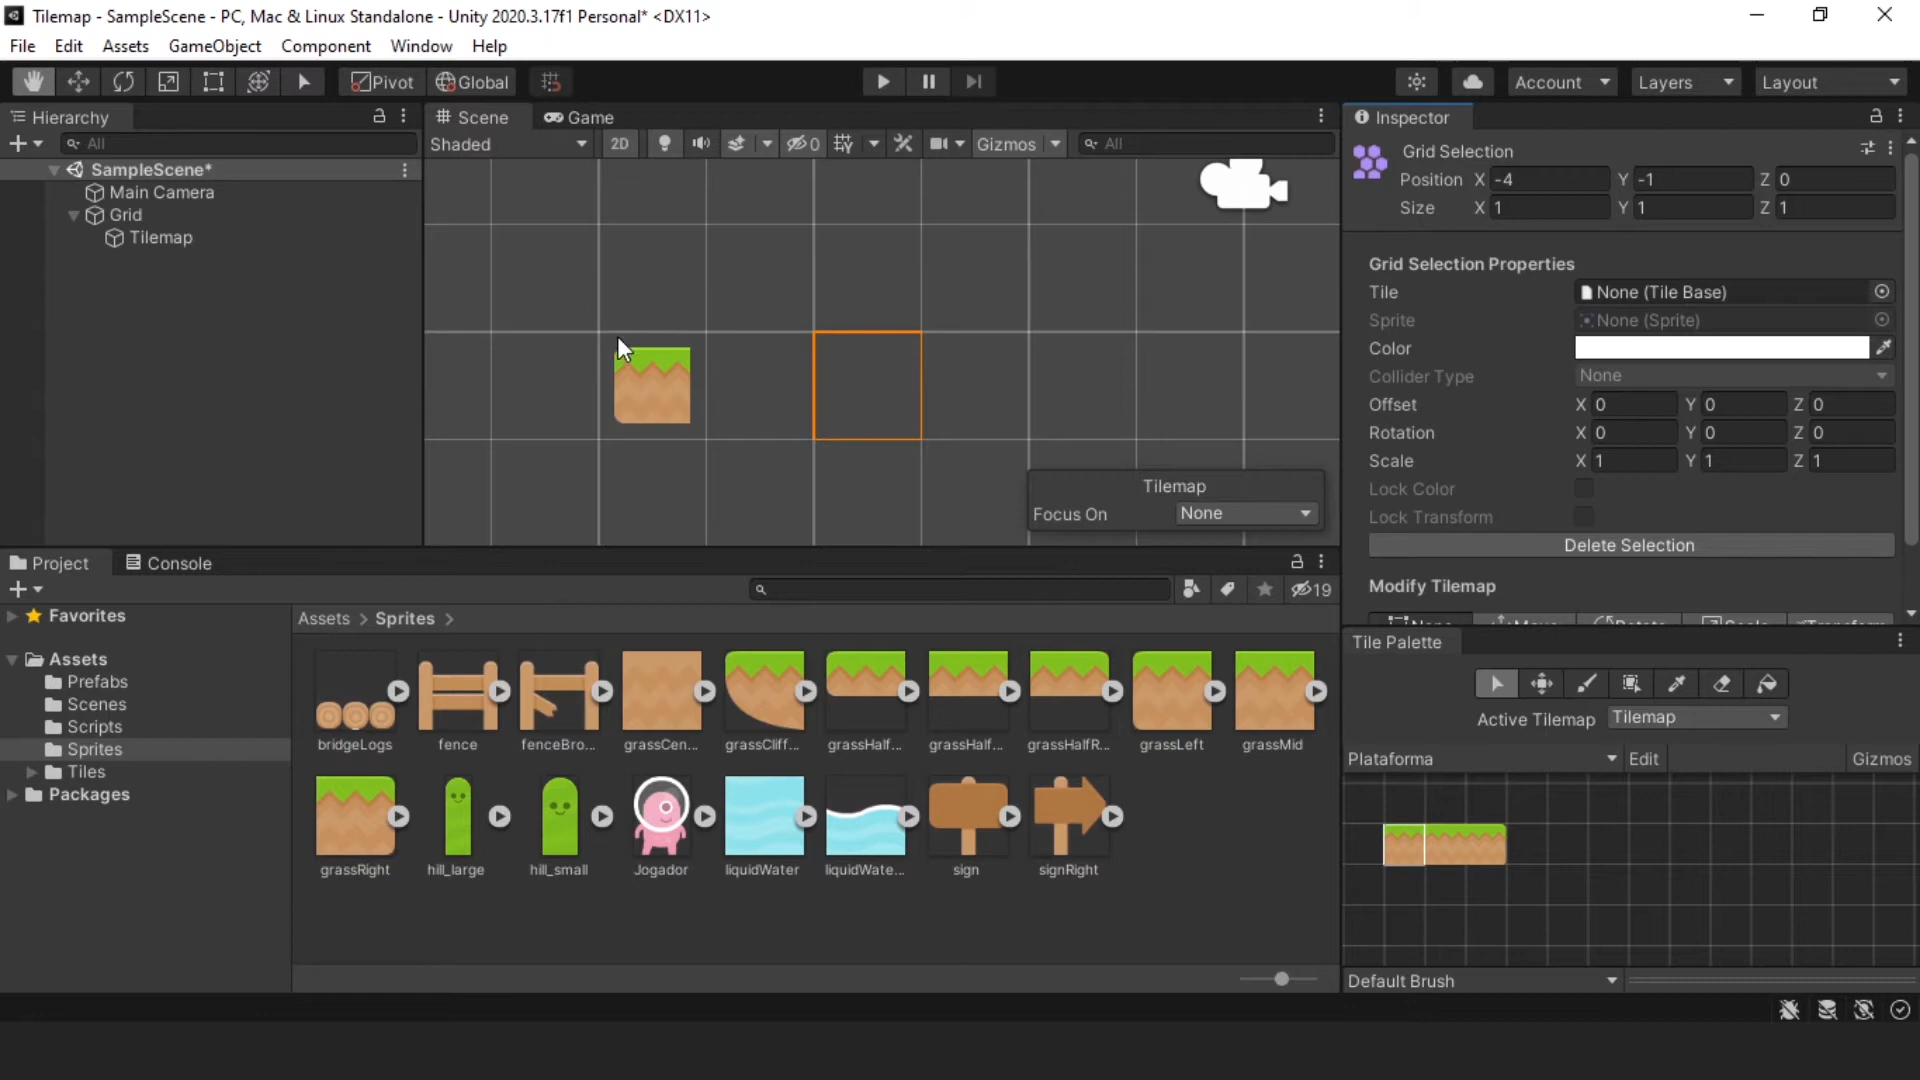 Tilemap - SampleScene - PC, Mac & Linux Standalone - Unity 2020.3.17f1 Personal* <DX11>
File Edit Assets GameObject Component Window Help
Pivot Global Account Layers Layout
Hierarchy
All
SampleScene*
Main Camera
Grid
Tilemap
Scene Game
Shaded 2D 0 Gizmos All
Tilemap
Focus On None
Inspector
Grid Selection
Position X -4 Y -1 Z 0
Size X 1 Y 1 Z 1
Grid Selection Properties
Tile None (Tile Base)
Sprite None (Sprite)
Color
Collider Type None
Offset X 0 Y 0 Z 0
Rotation X 0 Y 0 Z 0
Scale X 1 Y 1 Z 1
Lock Color
Lock Transform
Delete Selection
Modify Tilemap
Project Console
19
Favorites
Assets
Prefabs
Scenes
Scripts
Sprites
Tiles
Packages
Assets > Sprites >
bridgeLogs fence fenceBro... grassCen... grassCliff... grassHalf... grassHalf... grassHalfR... grassLeft grassMid
grassRight hill_large hill_small Jogador liquidWater liquidWate... sign signRight
Tile Palette
Active Tilemap Tilemap
Plataforma Edit Gizmos
Default Brush